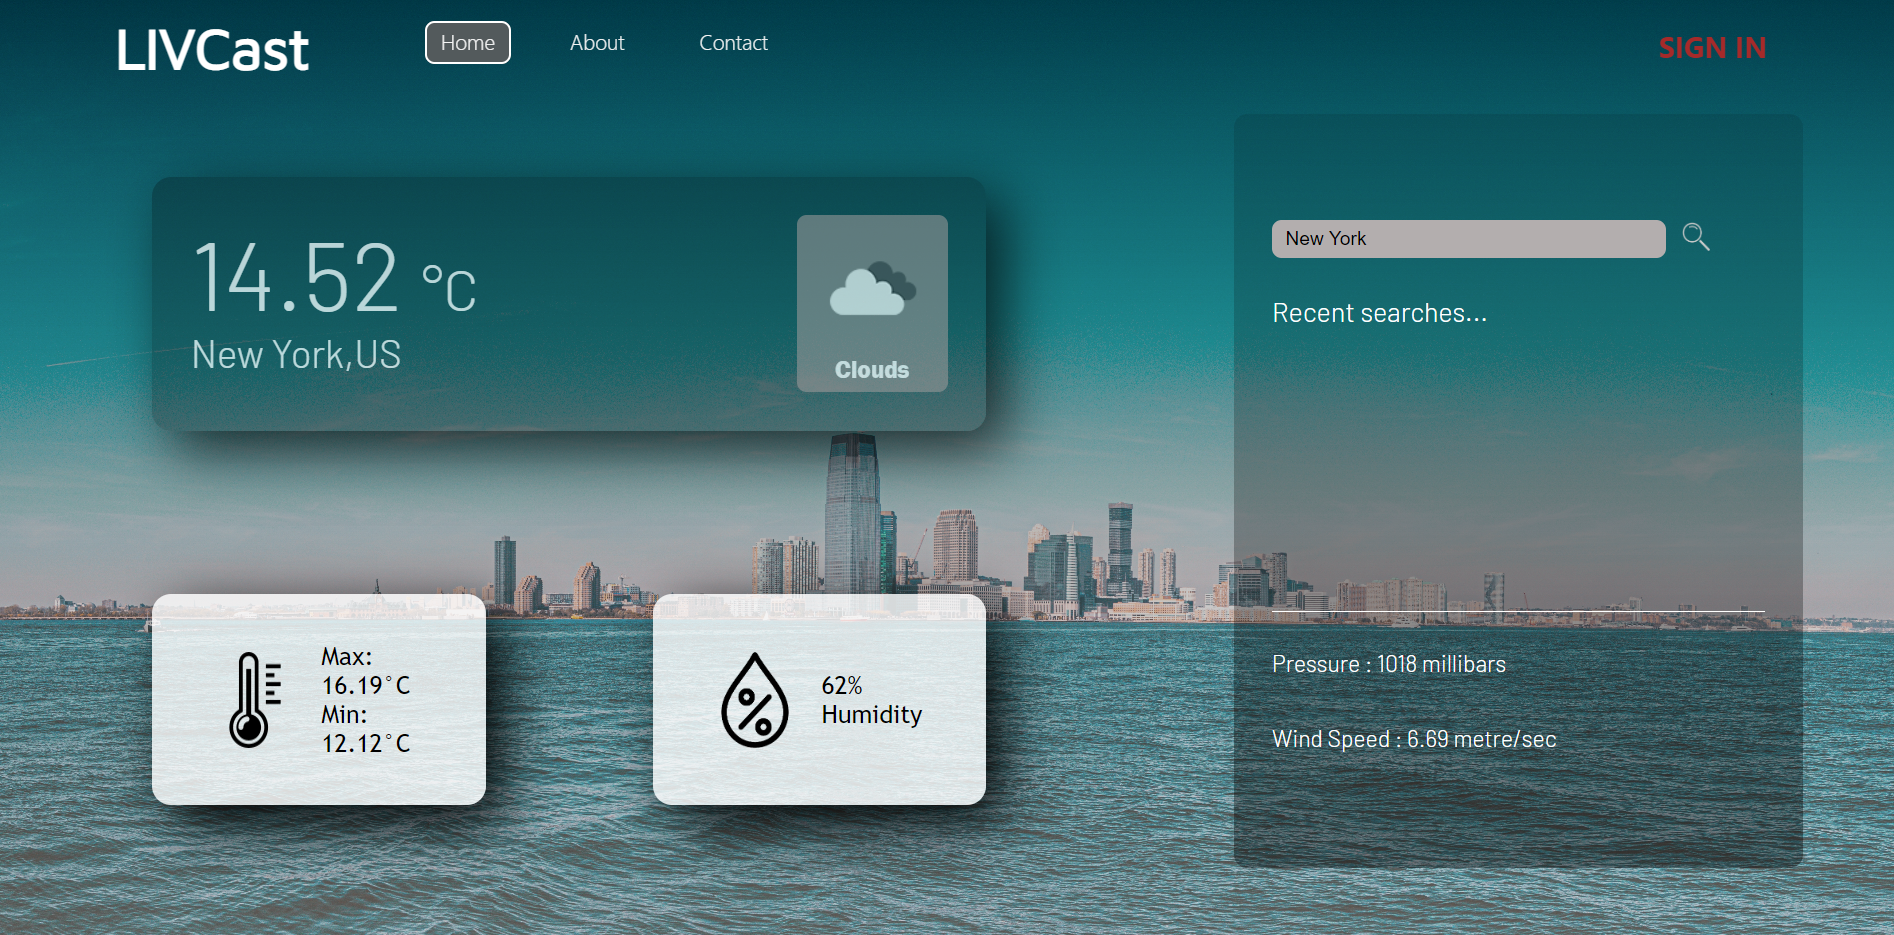 LIVCast
Home
About
Contact
SIGN IN
14.52 °C
New York,US
Clouds
New York
Recent searches...
Max:
16.19°C
Min:
12.12°C
62%
Humidity
Pressure : 1018 millibars
Wind Speed : 6.69 metre/sec